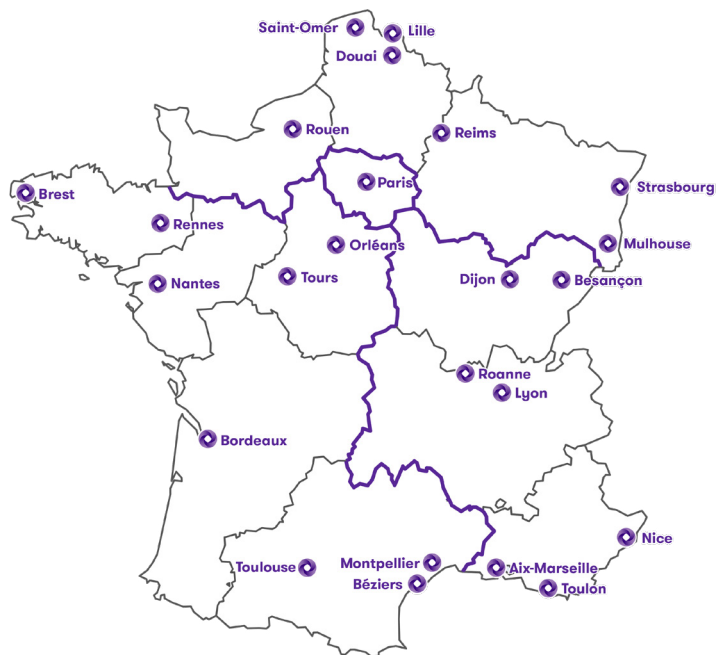 Saint-Omer
Lille
Douai
Rouen
Reims
Paris
Strasbourg
Brest
Rennes
Orléans
Mulhouse
Nantes
Tours
Dijon
Besançon
Roanne
Lyon
Bordeaux
Nice
Toulouse
Montpellier
Aix-Marseille
Béziers
Toulon